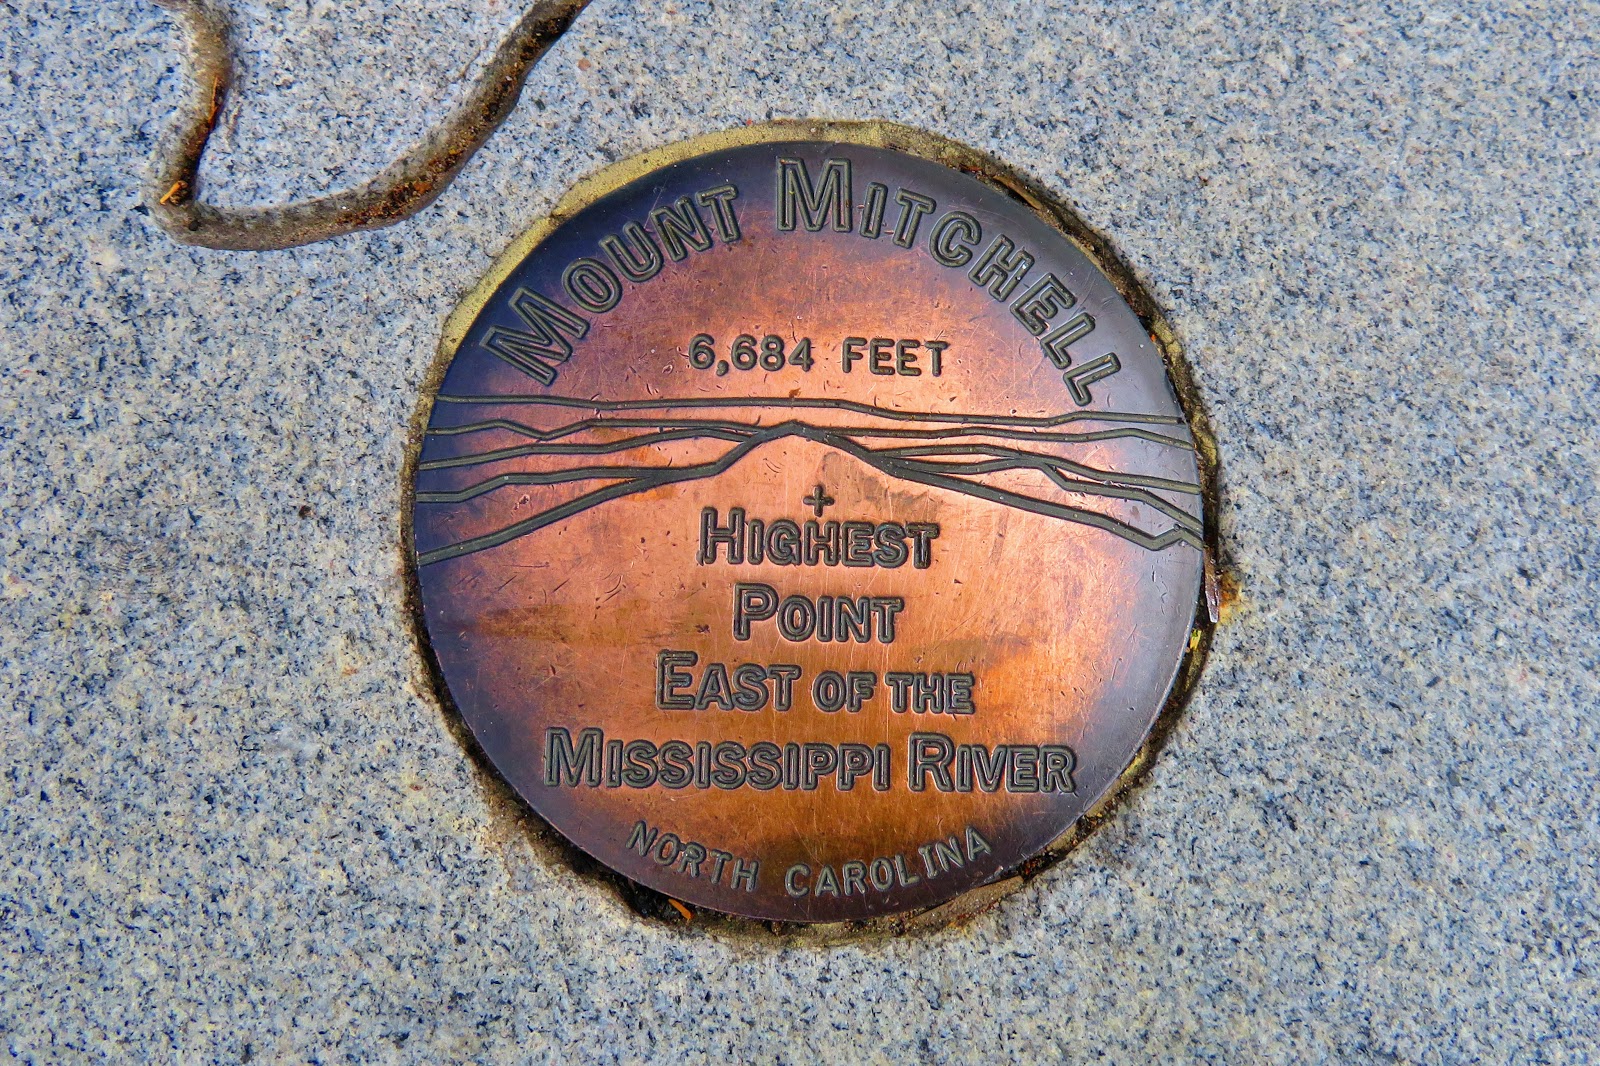 Mount Mitchell
6,684 FEET
+
Highest
Point
East of the
Mississippi River
NORTH CAROLINA